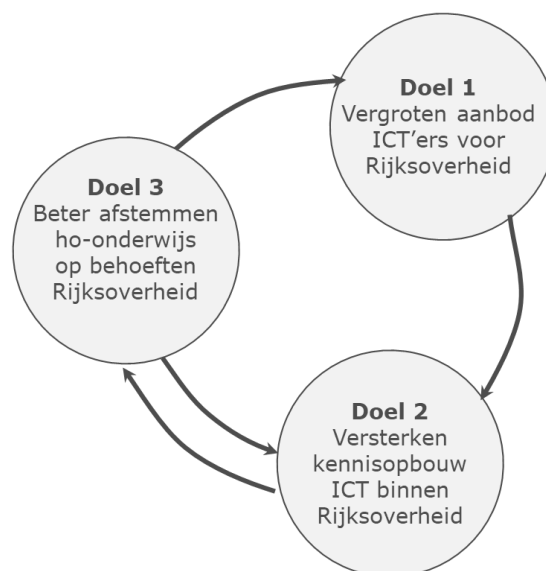 Doel 1
Vergroten aanbod
ICT’ers voor
Rijksoverheid
Doel 3
Beter afstemmen
ho-onderwijs
op behoeften
Rijksoverheid
Doel 2
Versterken
kennisopbouw
ICT binnen
Rijksoverheid